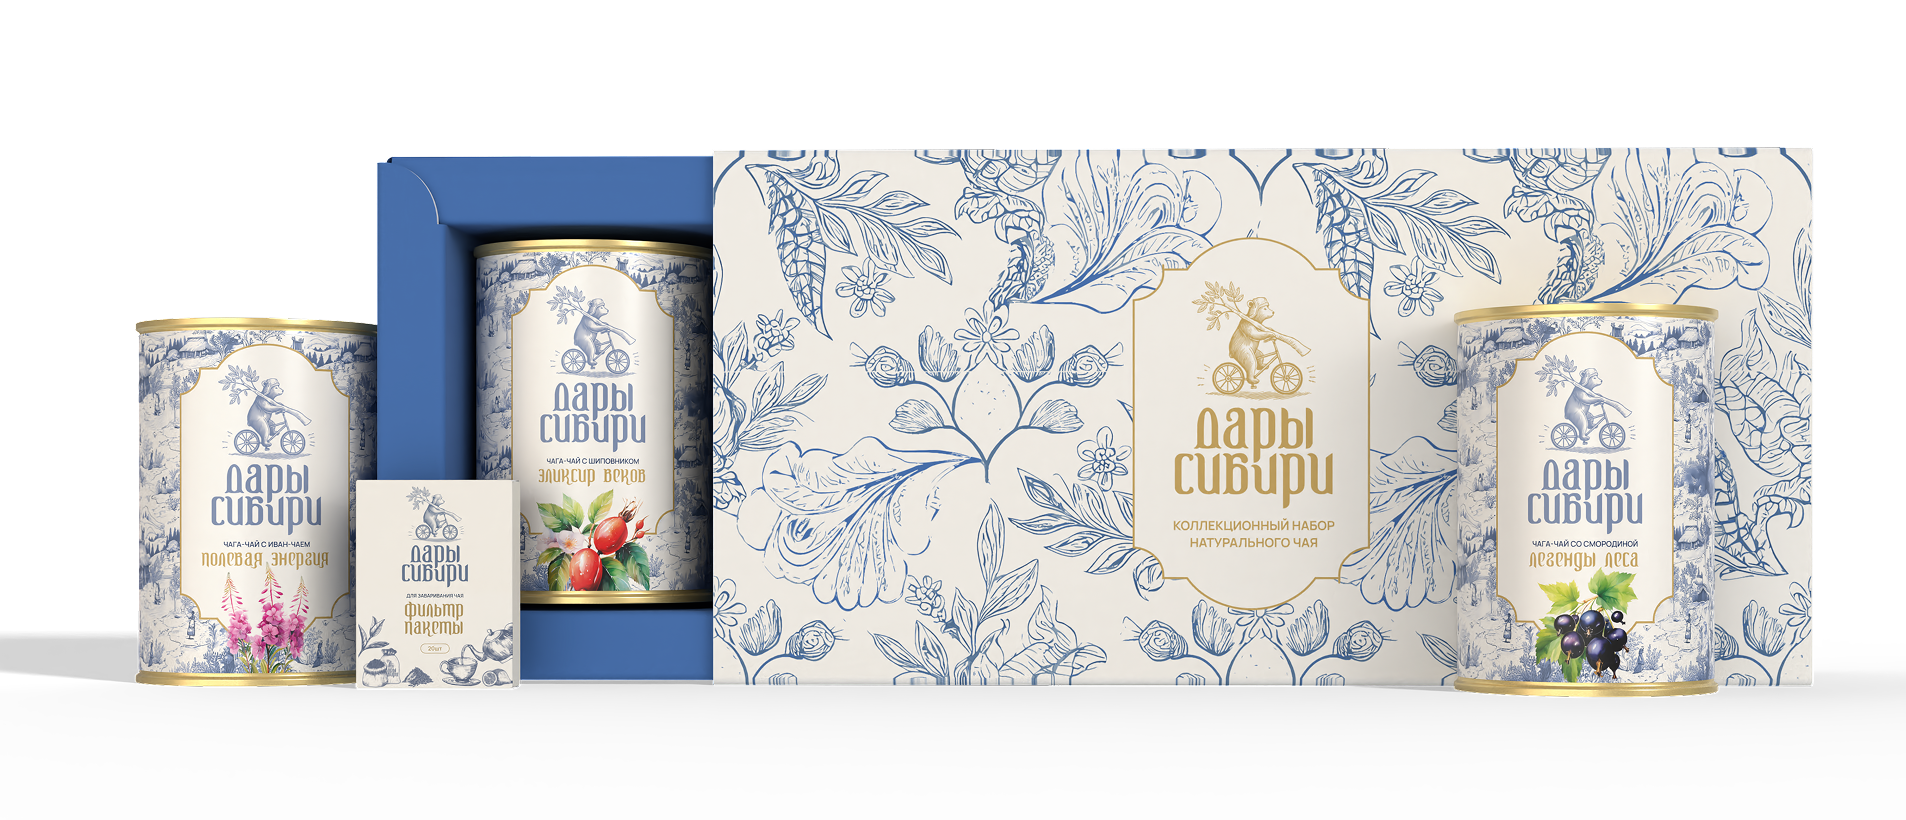 дары
сибири
ЧАГА-ЧАЙ С ИВАН-ЧАЕМ
полевая энергия
дары
сибири
ДЛЯ ЗАВАРИВАНИЯ ЧАЯ
фильтр
пакеты
20шт
дары
сибири
ЧАГА-ЧАЙ С ШИПОВНИКОМ
эликсир веков
дары
сибири
КОЛЛЕКЦИОННЫЙ НАБОР
НАТУРАЛЬНОГО ЧАЯ
дары
сибири
ЧАГА-ЧАЙ СО СМОРОДИНОЙ
легенды леса